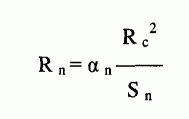 R n = α n R c 2 / S n